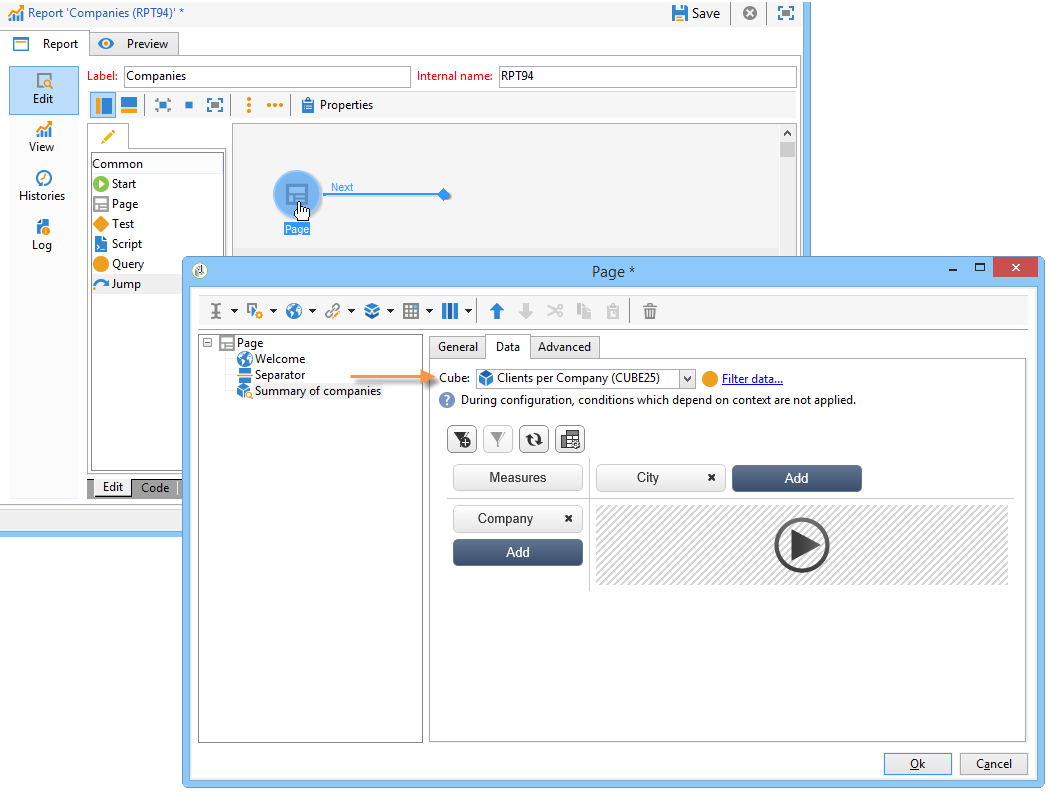 Report 'Companies (RPT94)' *
Save
Report
Preview
Label: Companies
Internal name: RPT94
Edit
View
Histories
Log
Properties
Common
Start
Page
Test
Script
Query
Jump
Next
Page
Edit
Code
Page *
Page
Welcome
Separator
Summary of companies
General
Data
Advanced
Cube: Clients per Company (CUBE25)
Filter data...
During configuration, conditions which depend on context are not applied.
Measures
City
Add
Company
Add
Ok
Cancel